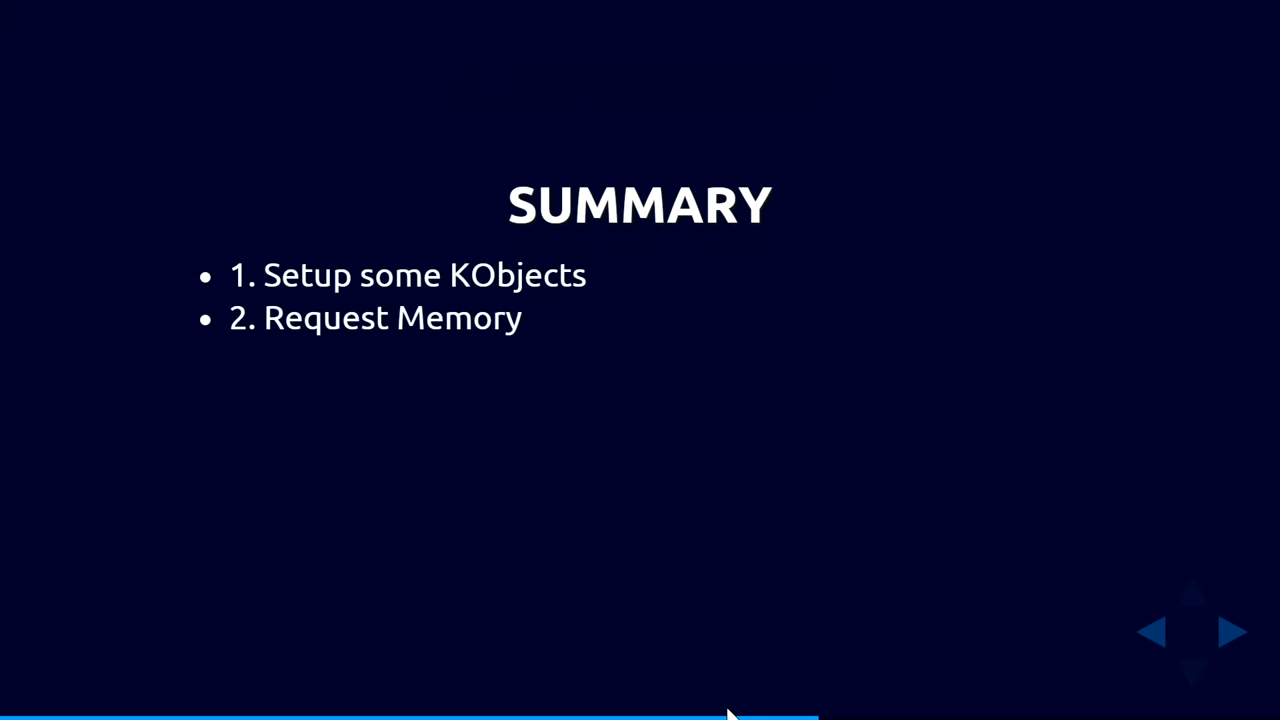 SUMMARY
• 1. Setup some KObjects
• 2. Request Memory